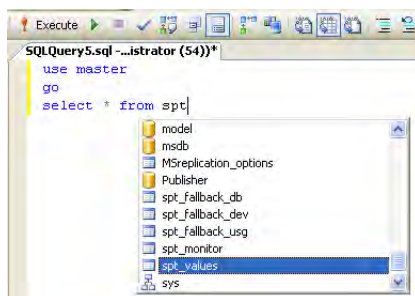 Execute
SQLQuery5.sql -...istrator (54))*
use master
go
select * from spt
model
msdb
MSreplication_options
Publisher
spt_fallback_db
spt_fallback_dev
spt_fallback_usg
spt_monitor
spt_values
sys